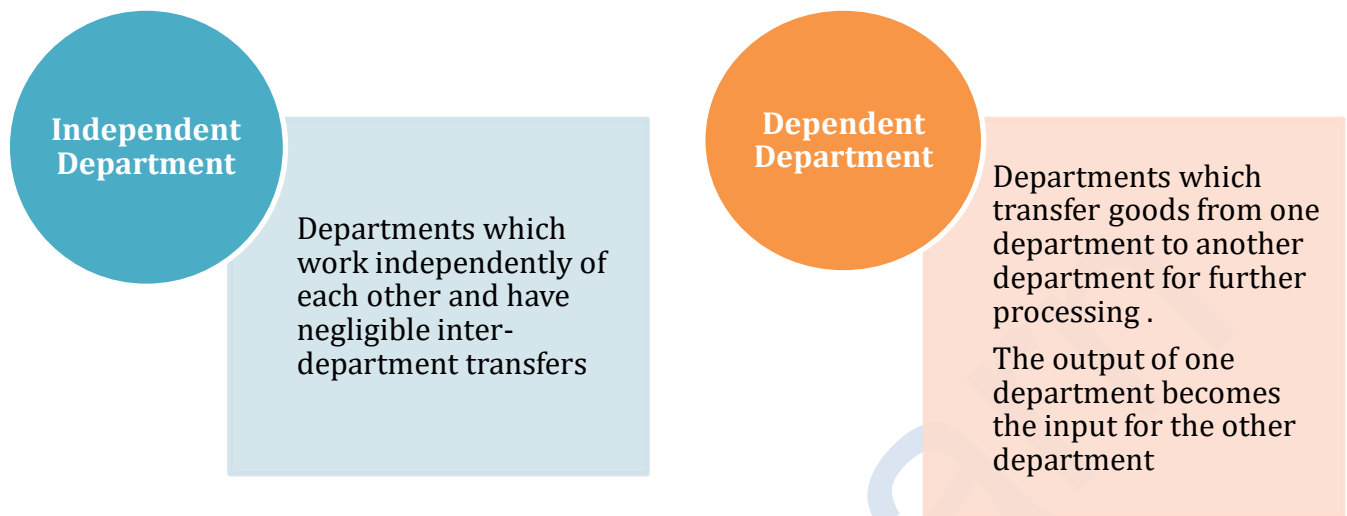 Independent
Department
Departments which
work independently of
each other and have
negligible inter-
department transfers
Dependent
Department
Departments which
transfer goods from one
department to another
department for further
processing .
The output of one
department becomes
the input for the other
department